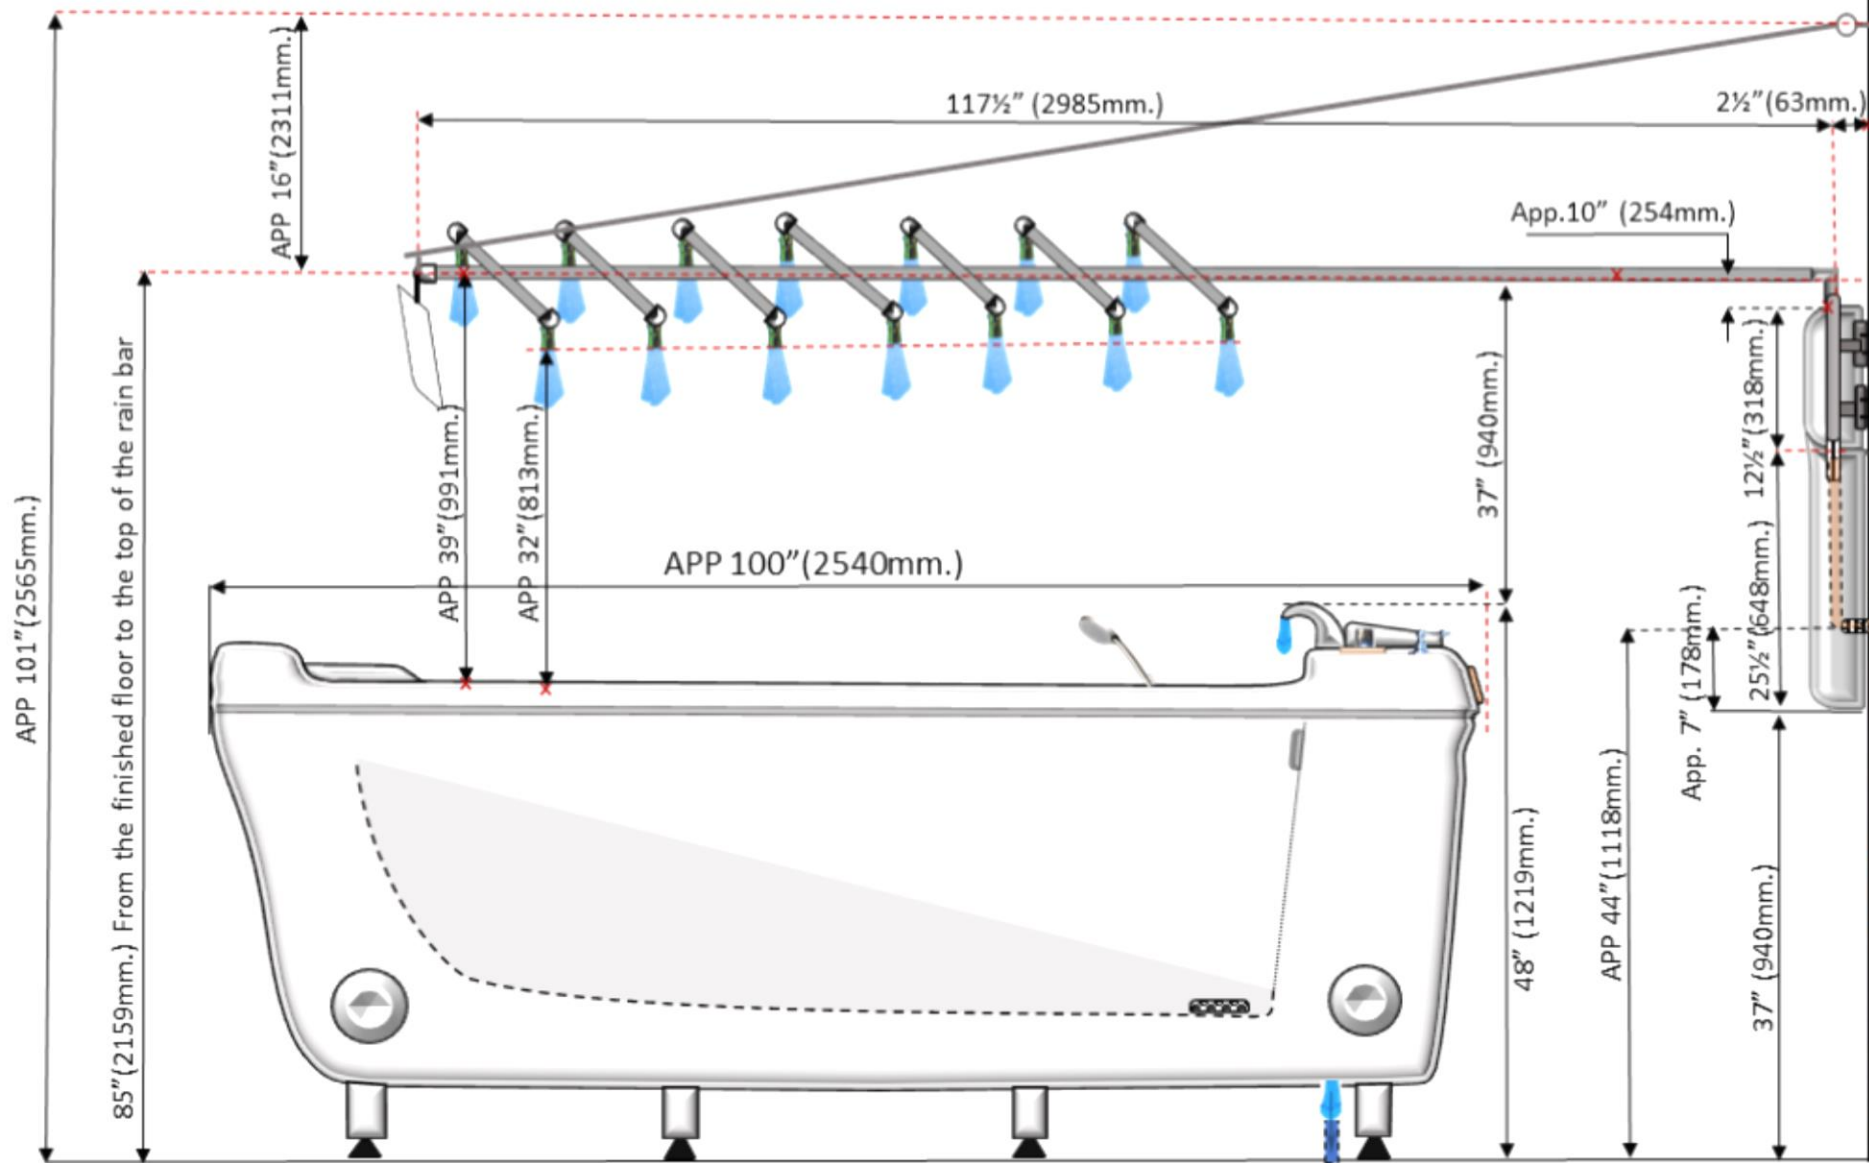 APP 16”(2311mm.)
117½” (2985mm.)
2½”(63mm.)
App.10” (254mm.)
APP 101”(2565mm.)
85”(2159mm.) From the finished floor to the top of the rain bar
APP 39”(991mm.)
APP 32”(813mm.)
37” (940mm.)
12½”(318mm.)
APP 100”(2540mm.)
25½”(648mm.)
App. 7” (178mm.)
48” (1219mm.)
APP 44”(1118mm.)
37” (940mm.)